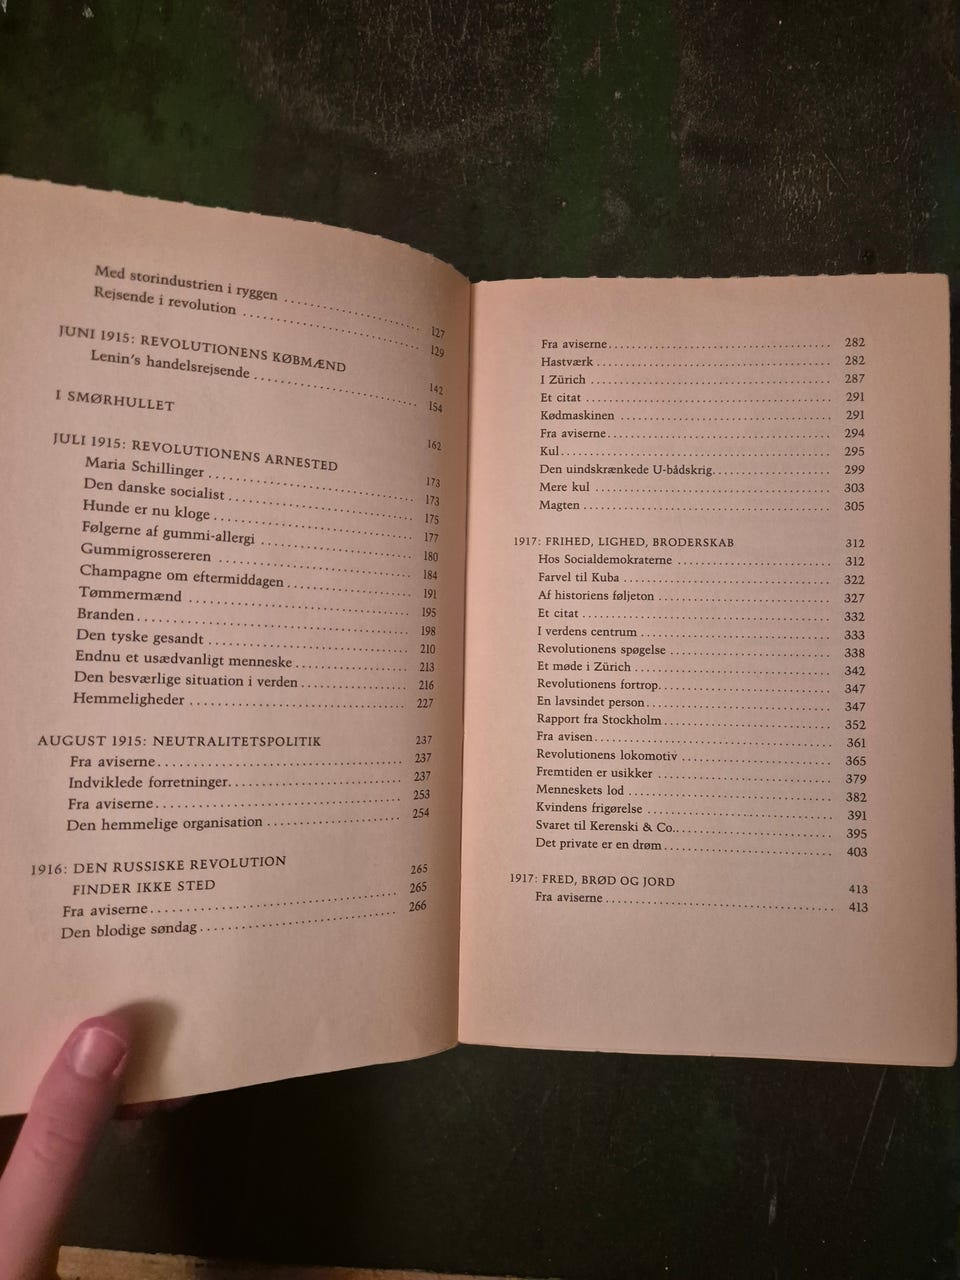 Med storindustrien i ryggen .................... 127
Rejsende i revolution .......................... 129
JUNI 1915: REVOLUTIONENS KØBMÆND 142
Lenin's handelsrejsende ........................ 154
I SMØRHULLET 162
JULI 1915: REVOLUTIONENS ARNESTED 173
Maria Schillinger .............................. 173
Den danske socialist ........................... 175
Hunde er nu kloge .............................. 177
Følgerne af gummi-allergi ...................... 180
Gummigrossereren ............................... 184
Champagne om eftermiddagen ..................... 191
Tømmermænd ..................................... 195
Branden ........................................ 198
Den tyske gesandt .............................. 210
Endnu et usædvanligt menneske .................. 213
Den besværlige situation i verden .............. 216
Hemmeligheder .................................. 227
AUGUST 1915: NEUTRALITETSPOLITIK 237
Fra aviserne ................................... 237
Indviklede forretninger ........................ 237
Fra aviserne ................................... 253
Den hemmelige organisation ..................... 254
1916: DEN RUSSISKE REVOLUTION
FINDER IKKE STED 265
Fra aviserne ................................... 265
Den blodige søndag ............................. 266
Fra aviserne ................................... 282
Hastværk ....................................... 282
I Zürich ....................................... 287
Et citat ....................................... 291
Kødmaskinen .................................... 291
Fra aviserne ................................... 294
Kul ............................................ 295
Den uindskrænkede U-bådskrig ................... 299
Mere kul ....................................... 303
Magten ......................................... 305
1917: FRIHED, LIGHED, BRODERSKAB 312
Hos Socialdemokraterne ......................... 312
Farvel til Kuba ................................ 322
Af historiens føljeton ......................... 327
Et citat ....................................... 332
I verdens centrum .............................. 333
Revolutionens spøgelse ......................... 338
Et møde i Zürich ............................... 342
Revolutionens fortrop .......................... 347
En lavsindet person ............................ 347
Rapport fra Stockholm .......................... 352
Fra avisen ..................................... 361
Revolutionens lokomotiv ........................ 365
Fremtiden er usikker ........................... 379
Menneskets lod ................................. 382
Kvindens frigørelse ............................ 391
Svaret til Kerenski & Co. ...................... 395
Det private er en drøm ......................... 403
1917: FRED, BRØD OG JORD 413
Fra aviserne ................................... 413